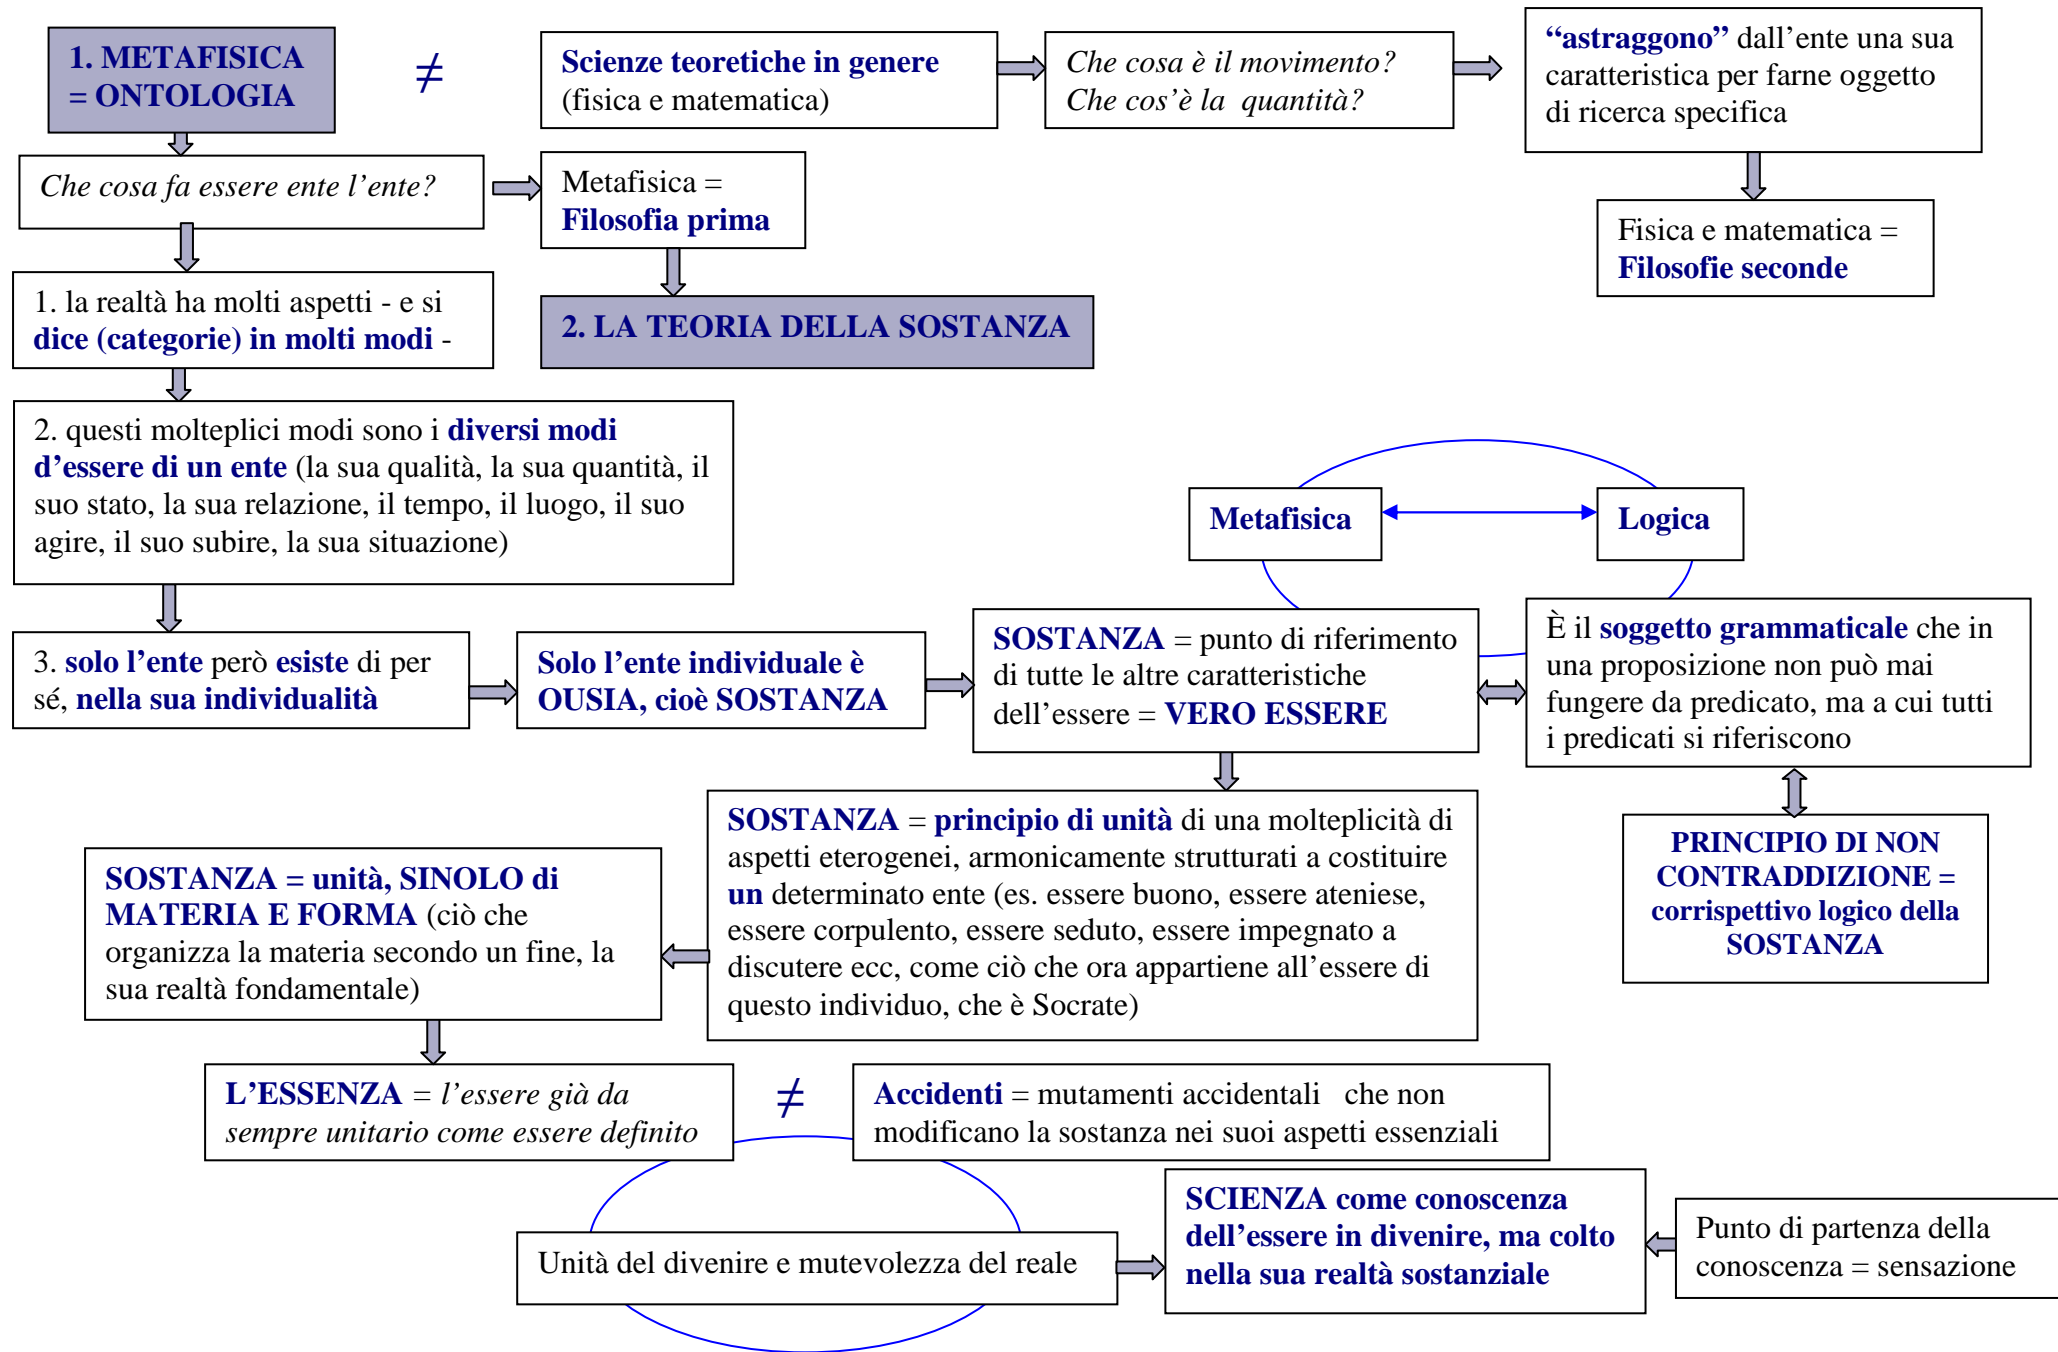 1. METAFISICA
= ONTOLOGIA
≠
Scienze teoretiche in genere
(fisica e matematica)
Che cosa è il movimento?
Che cos’è la quantità?
“astraggono” dall’ente una sua
caratteristica per farne oggetto
di ricerca specifica
Che cosa fa essere ente l’ente?
Metafisica =
Filosofia prima
Fisica e matematica =
Filosofie seconde
1. la realtà ha molti aspetti - e si
dice (categorie) in molti modi -
2. LA TEORIA DELLA SOSTANZA
2. questi molteplici modi sono i diversi modi
d’essere di un ente (la sua qualità, la sua quantità, il
suo stato, la sua relazione, il tempo, il luogo, il suo
agire, il suo subire, la sua situazione)
Metafisica
Logica
3. solo l’ente però esiste di per
sé, nella sua individualità
Solo l’ente individuale è
OUSIA, cioè SOSTANZA
SOSTANZA = punto di riferimento
di tutte le altre caratteristiche
dell’essere = VERO ESSERE
È il soggetto grammaticale che in
una proposizione non può mai
fungere da predicato, ma a cui tutti
i predicati si riferiscono
SOSTANZA = principio di unità di una molteplicità di
aspetti eterogenei, armonicamente strutturati a costituire
un determinato ente (es. essere buono, essere ateniese,
essere corpulento, essere seduto, essere impegnato a
discutere ecc, come ciò che ora appartiene all’essere di
questo individuo, che è Socrate)
PRINCIPIO DI NON
CONTRADDIZIONE =
corrispettivo logico della
SOSTANZA
SOSTANZA = unità, SINOLO di
MATERIA E FORMA (ciò che
organizza la materia secondo un fine, la
sua realtà fondamentale)
L’ESSENZA = l’essere già da
sempre unitario come essere definito
≠
Accidenti = mutamenti accidentali che non
modificano la sostanza nei suoi aspetti essenziali
Unità del divenire e mutevolezza del reale
SCIENZA come conoscenza
dell’essere in divenire, ma colto
nella sua realtà sostanziale
Punto di partenza della
conoscenza = sensazione